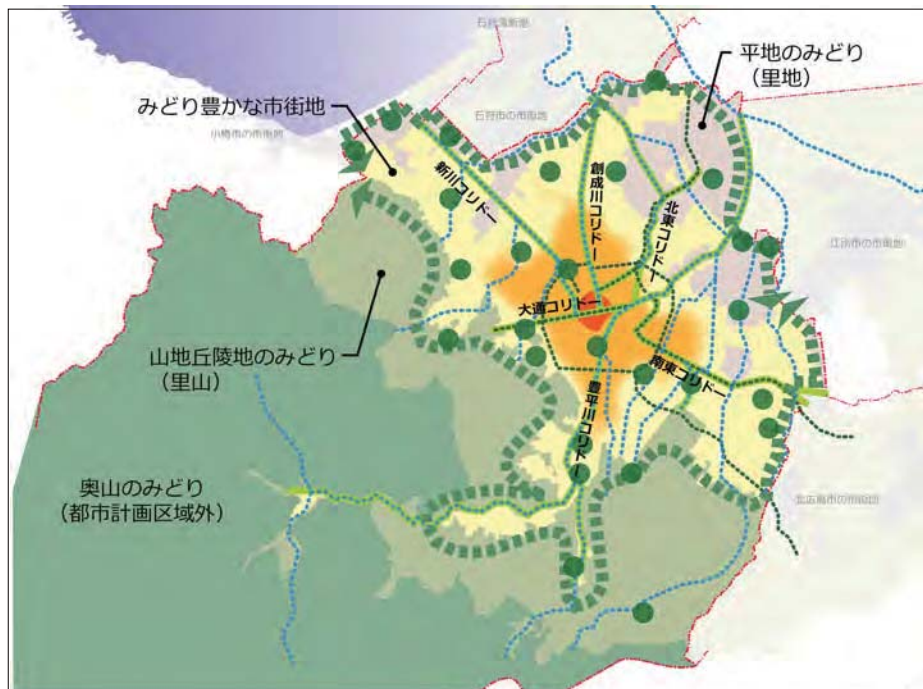 石狩湾新港
平地のみどり
（里地）
みどり豊かな市街地
石狩市の市街地
小樽市の市街地
新川コリドー
創成川コリドー
北東コリドー
江別市の市街地
大通コリドー
山地丘陵地のみどり
（里山）
南東コリドー
豊平川コリドー
奥山のみどり
（都市計画区域外）
北広島市の市街地